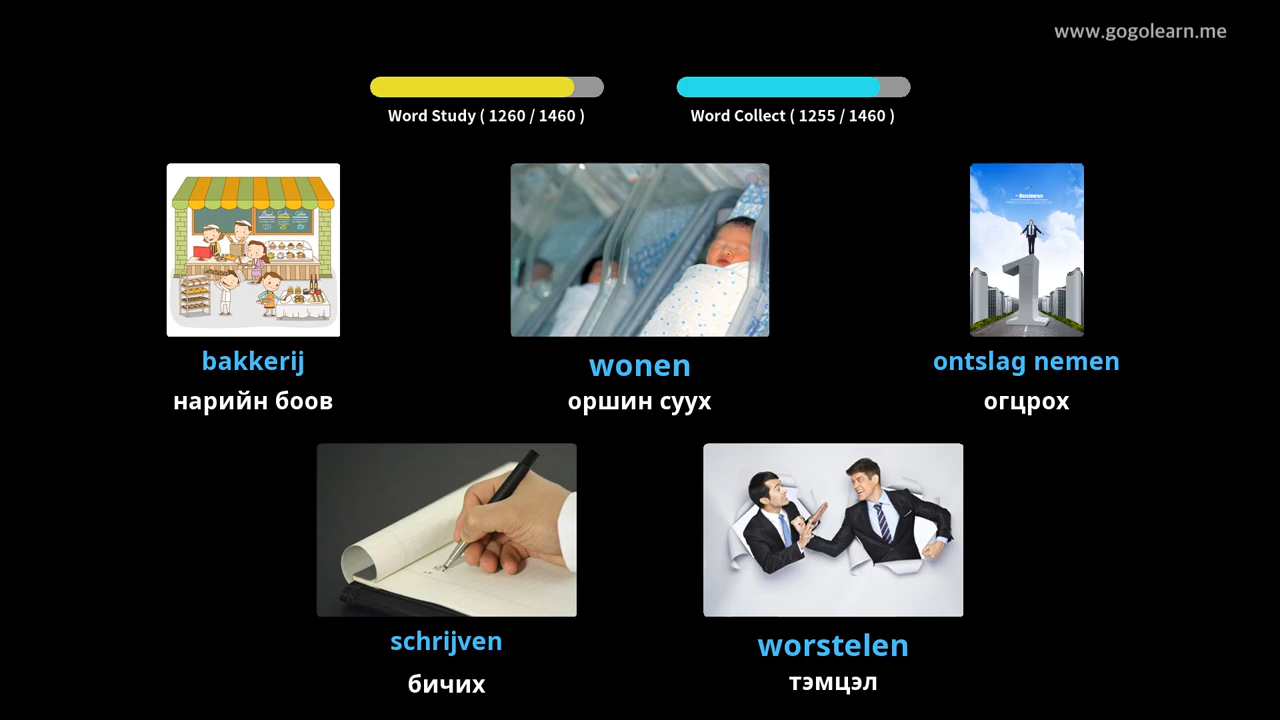 www.gogolearn.me
Word Study ( 1260 / 1460 )
Word Collect ( 1255 / 1460 )
bakkerij
wonen
ontslag nemen
нарийн боов
оршин суух
огцрох
schrijven
worstelen
бичих
тэмцэл